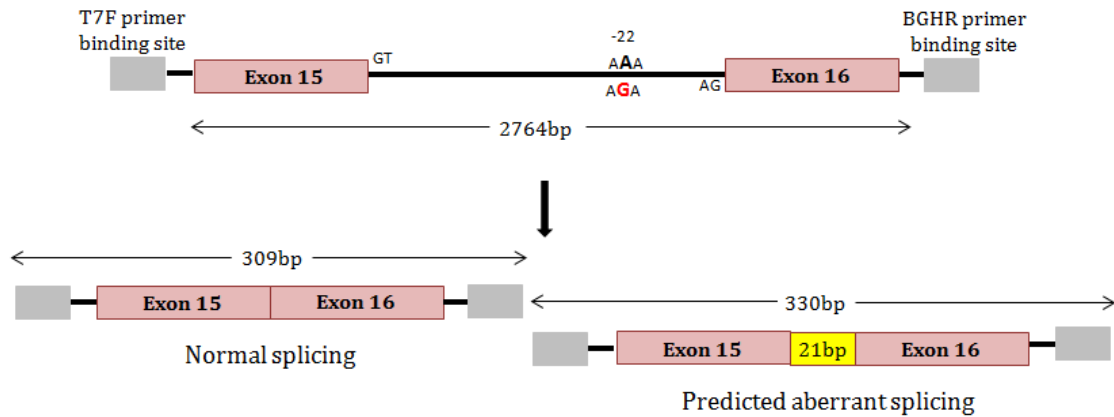 T7F primer
binding site
BGHR primer
binding site
-22
GT
AAA
Exon 15
AGA
AG
Exon 16
2764bp
309bp
Exon 15
Exon 16
Normal splicing
330bp
Exon 15
21bp
Exon 16
Predicted aberrant splicing